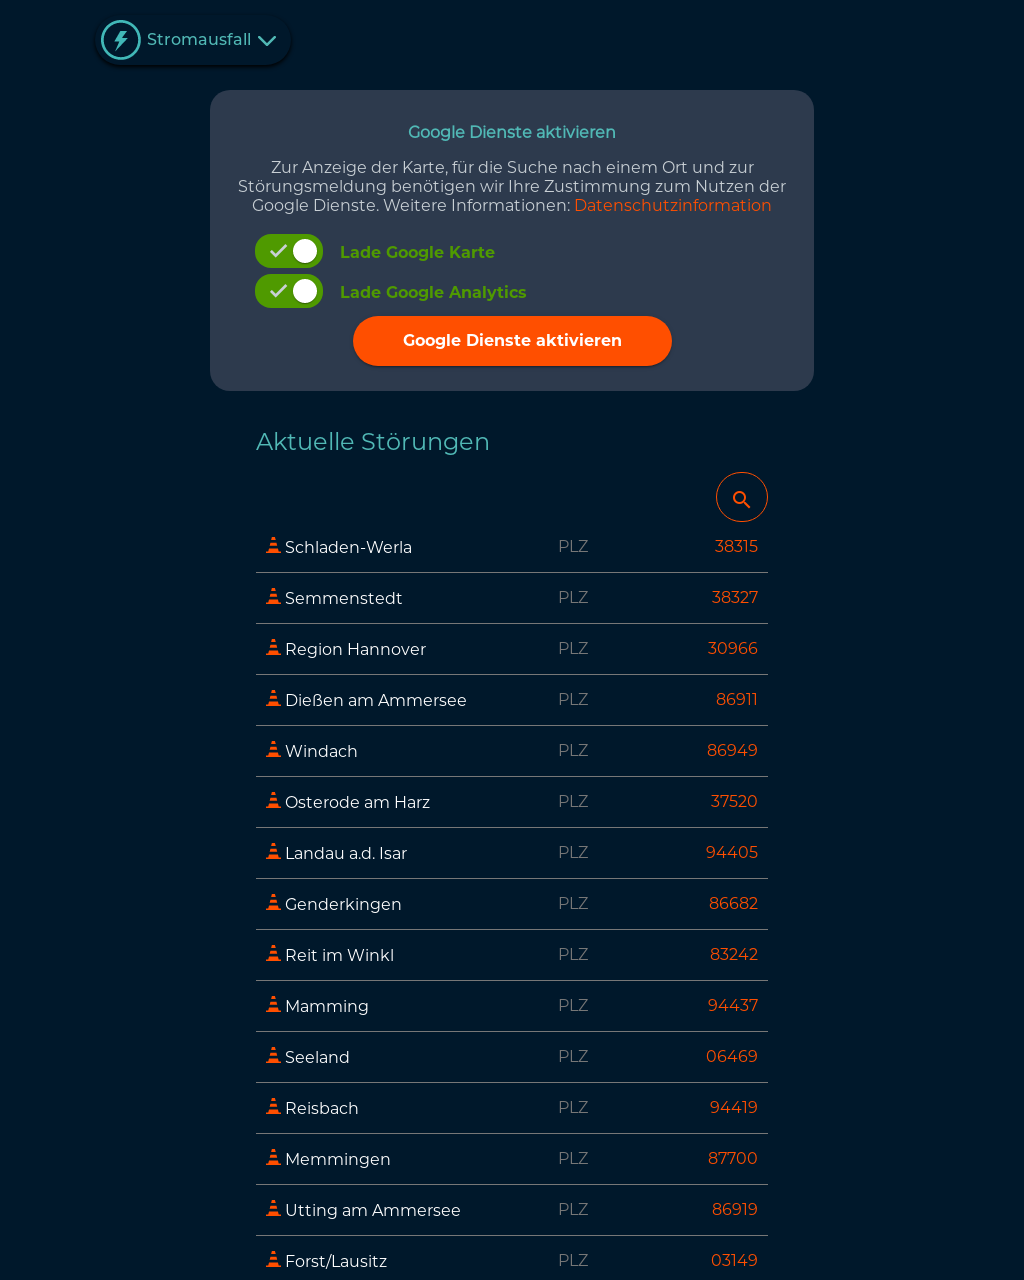 Stromausfall
Google Dienste aktivieren
Zur Anzeige der Karte, für die Suche nach einem Ort und zur
Störungsmeldung benötigen wir Ihre Zustimmung zum Nutzen der
Google Dienste. Weitere Informationen: Datenschutzinformation
Lade Google Karte
Lade Google Analytics
Google Dienste aktivieren
Aktuelle Störungen
Schladen-Werla PLZ 38315
Semmenstedt PLZ 38327
Region Hannover PLZ 30966
Dießen am Ammersee PLZ 86911
Windach PLZ 86949
Osterode am Harz PLZ 37520
Landau a.d. Isar PLZ 94405
Genderkingen PLZ 86682
Reit im Winkl PLZ 83242
Mamming PLZ 94437
Seeland PLZ 06469
Reisbach PLZ 94419
Memmingen PLZ 87700
Utting am Ammersee PLZ 86919
Forst/Lausitz PLZ 03149